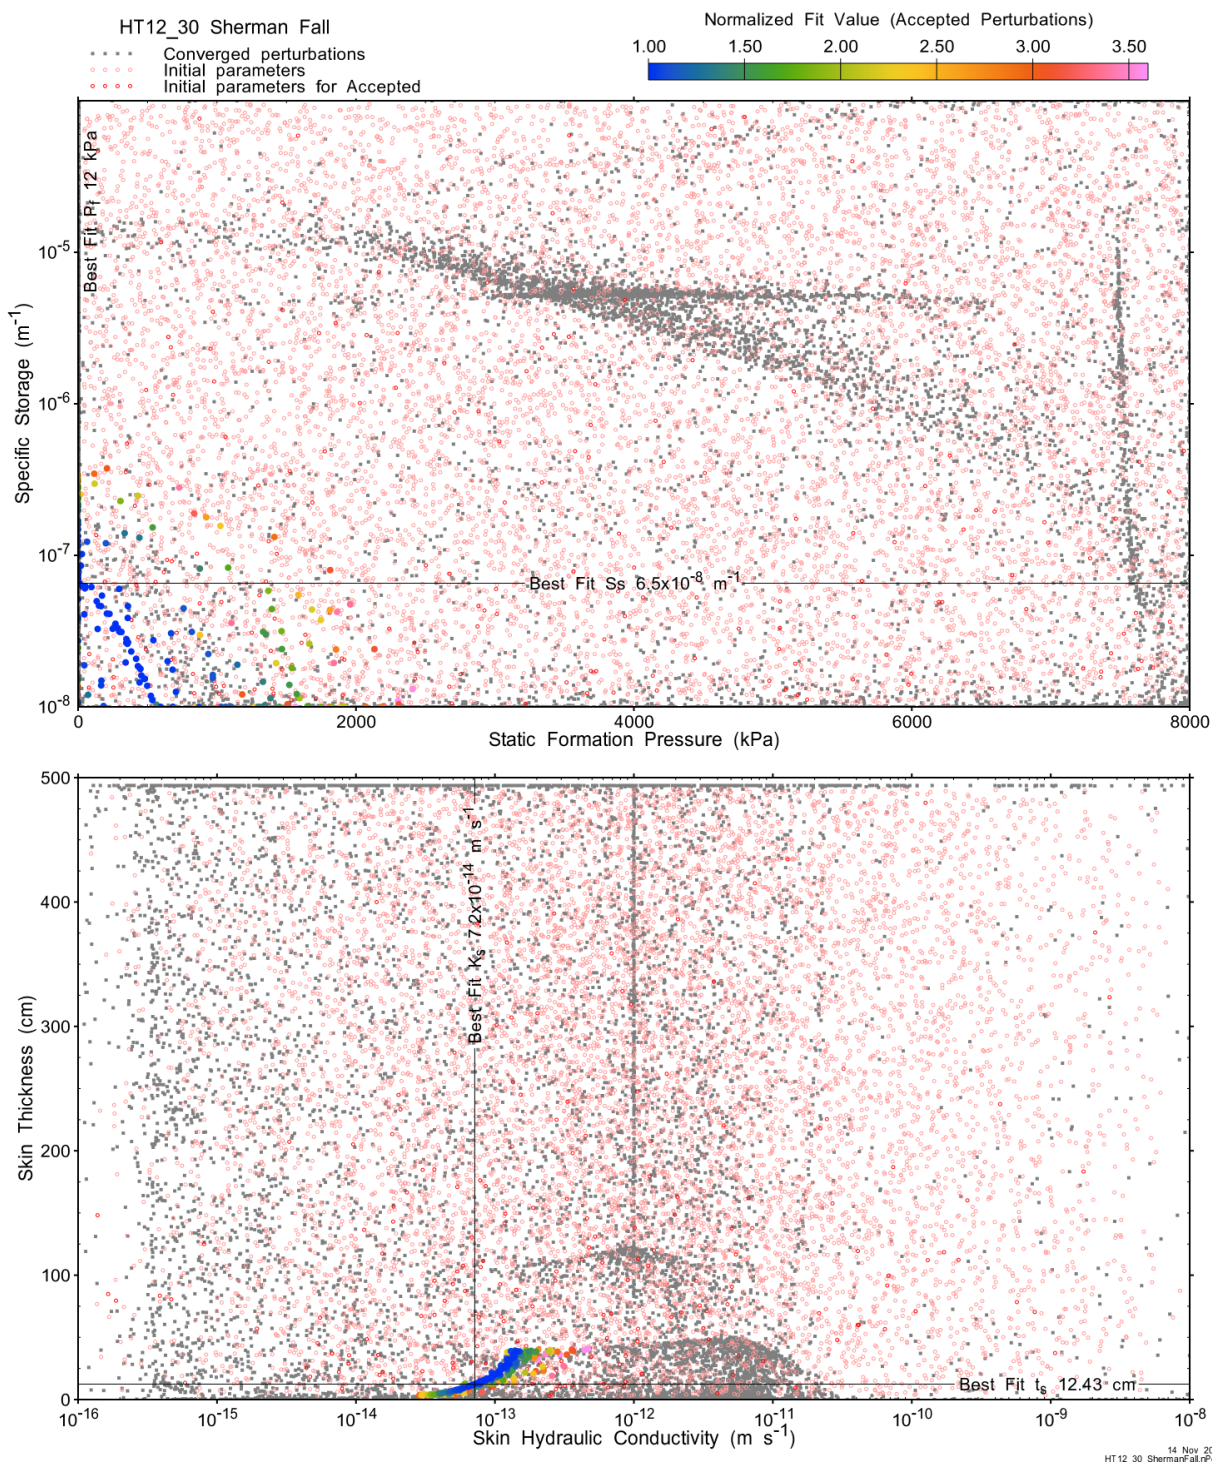 HT12_30 Sherman Fall
Converged perturbations
Initial parameters
Initial parameters for Accepted
Normalized Fit Value (Accepted Perturbations)
1.00 1.50 2.00 2.50 3.00 3.50
Best Fit Pf 12 kPa
Specific Storage (m-1)
10-5
10-6
10-7
10-8
Best Fit Ss 6.5x10-8 m-1
0 2000 4000 6000 8000
Static Formation Pressure (kPa)
500
400
300
200
100
0
Skin Thickness (cm)
Best Fit Ks 7.2x10-14 m s-1
Best Fit ts 12.43 cm
10-16 10-15 10-14 10-13 10-12 10-11 10-10 10-9 10-8
Skin Hydraulic Conductivity (m s-1)
14 Nov
HT12_30_ShermanFall.nP